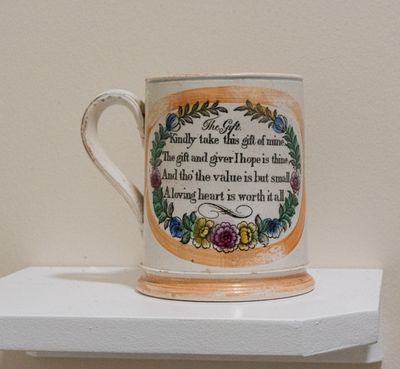 The Gift.
Kindly take this gift of mine
The gift and giver I hope is thine
And tho' the value is but small
A loving heart is worth it all